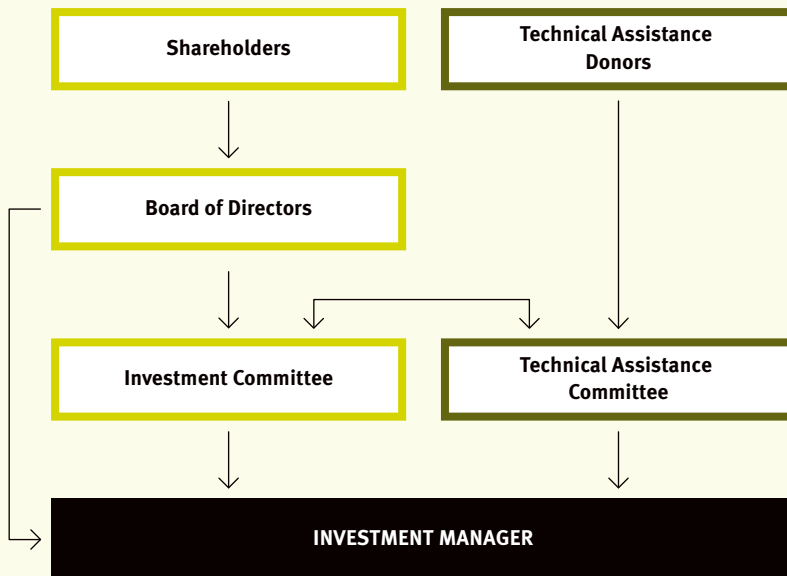 Shareholders
Technical Assistance
Donors
Board of Directors
Investment Committee
Technical Assistance
Committee
INVESTMENT MANAGER